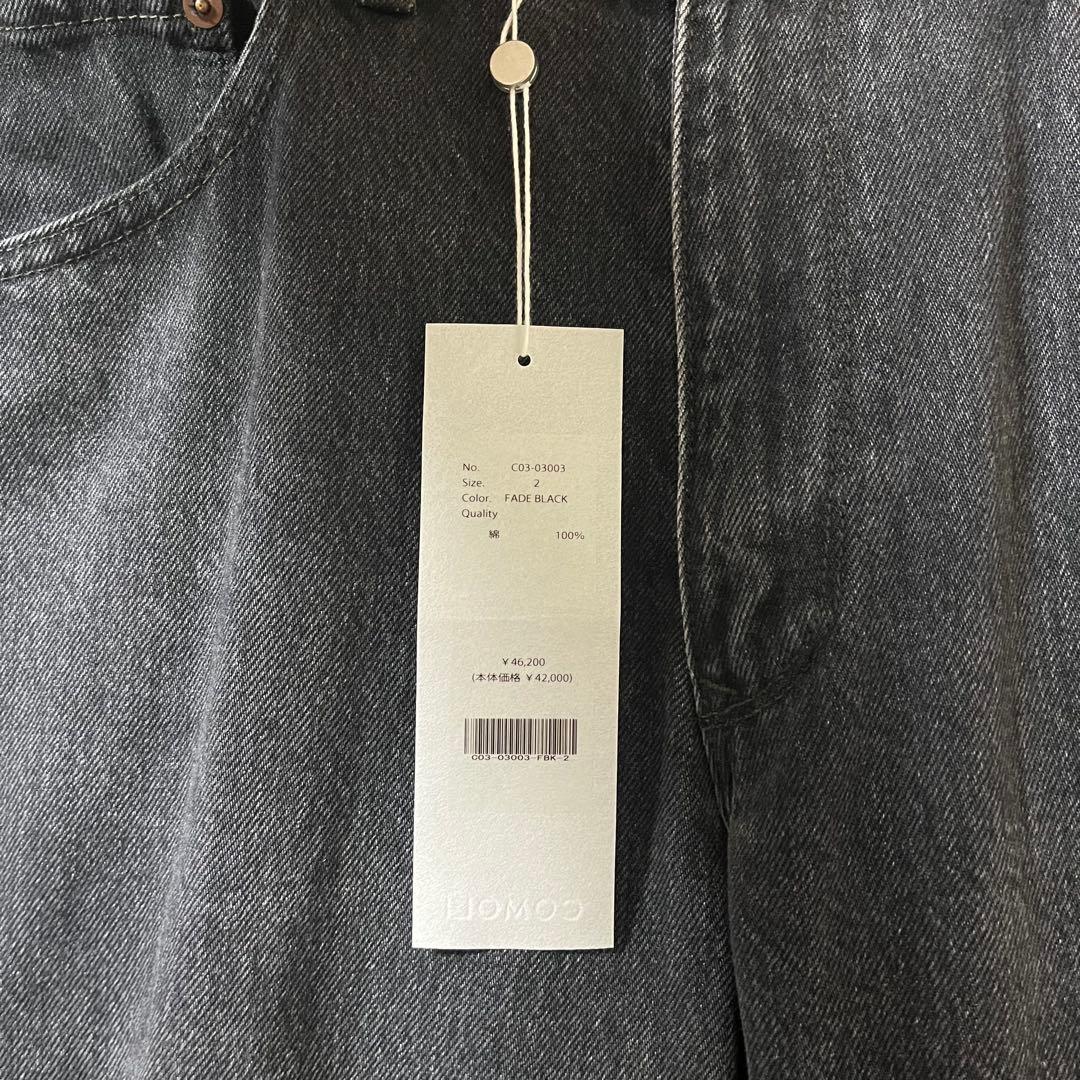 No. C03-03003
Size. 2
Color. FADE BLACK
Quality
綿 100%
￥46,200
(本体価格 ￥42,000)
C03-03003-FBK-2
COMOLI